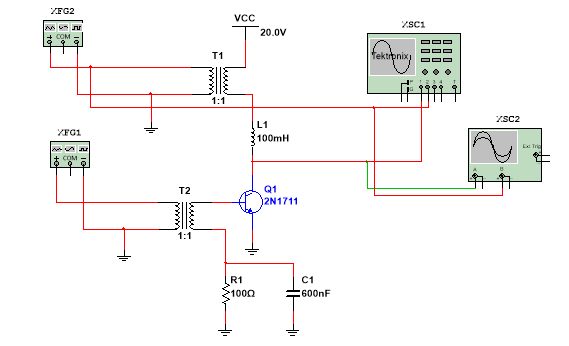 XFG2
COM
VCC
20.0V
T1
1:1
XSC1
Tektronix
P
G
1 2 3 4 T
L1
100mH
XSC2
Ext Trig
A B
XFG1
COM
T2
1:1
Q1
2N1711
R1
100Ω
C1
600nF